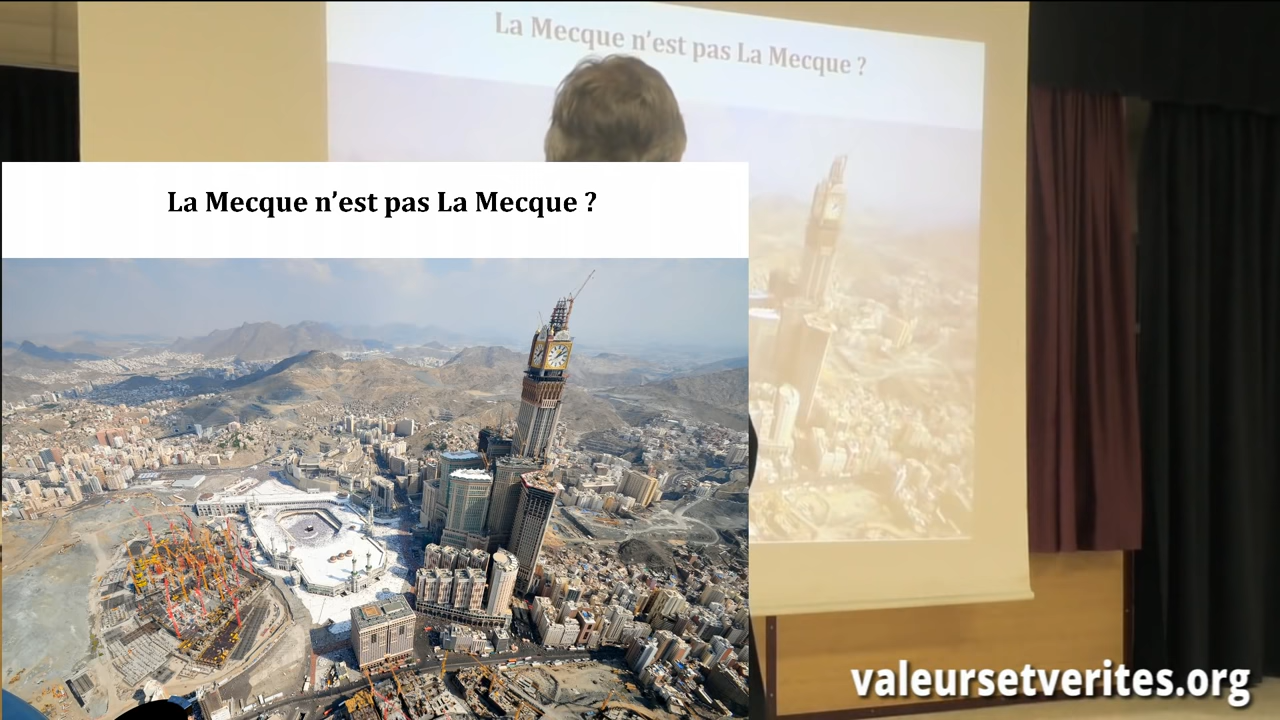 La Mecque n'est pas La Mecque ?
La Mecque n’est pas La Mecque ?
valeursetverites.org